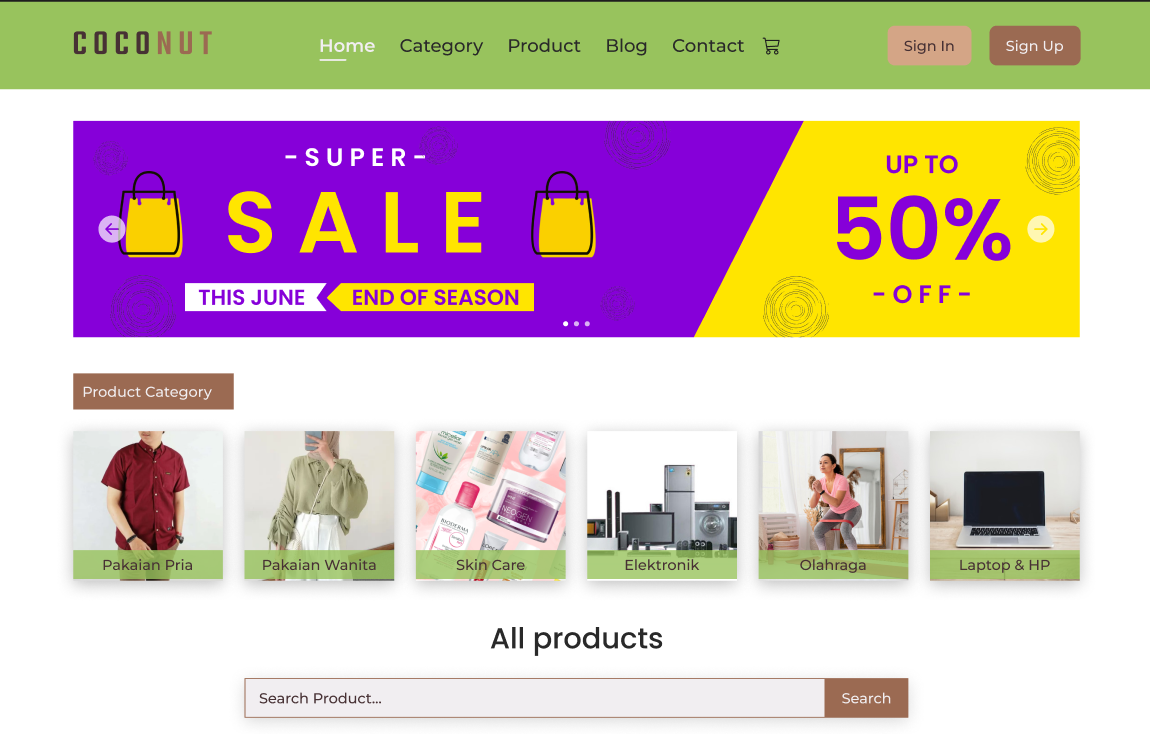 COCONUT
Home Category Product Blog Contact
Sign In
Sign Up
-SUPER-
SALE
THIS JUNE
END OF SEASON
UP TO
50%
-OFF-
Product Category
Pakaian Pria
Pakaian Wanita
BIODERMA
NEOGEN
Skin Care
Elektronik
Olahraga
Laptop & HP
All products
Search Product...
Search